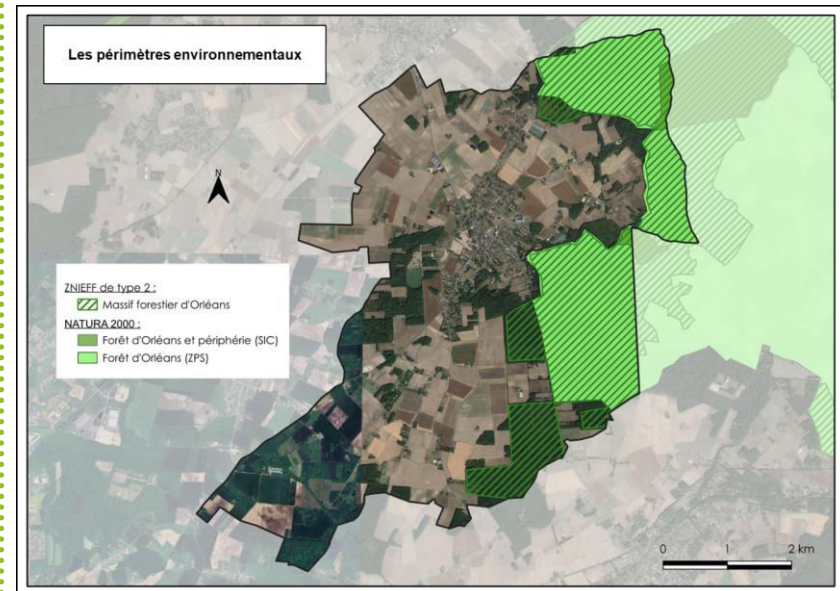 Les périmètres environnementaux
N
ZNIEFF de type 2 :
Massif forestier d'Orléans
NATURA 2000 :
Forêt d'Orléans et périphérie (SIC)
Forêt d'Orléans (ZPS)
0 1 2 km